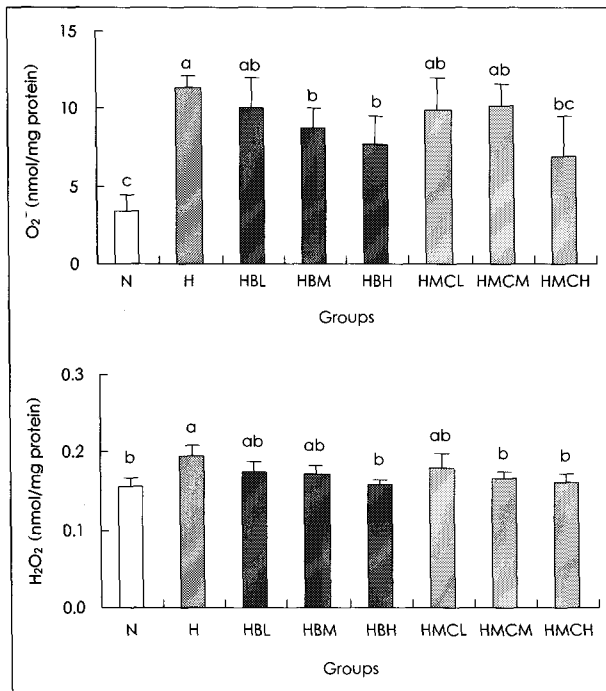 15
10
5
0
O₂⁻ (nmol/mg protein)
c a ab b b ab ab bc
N H HBL HBM HBH HMCL HMCM HMCH
Groups
0.3
0.2
0.1
0.0
H₂O₂ (nmol/mg protein)
b a ab ab b ab b b
N H HBL HBM HBH HMCL HMCM HMCH
Groups